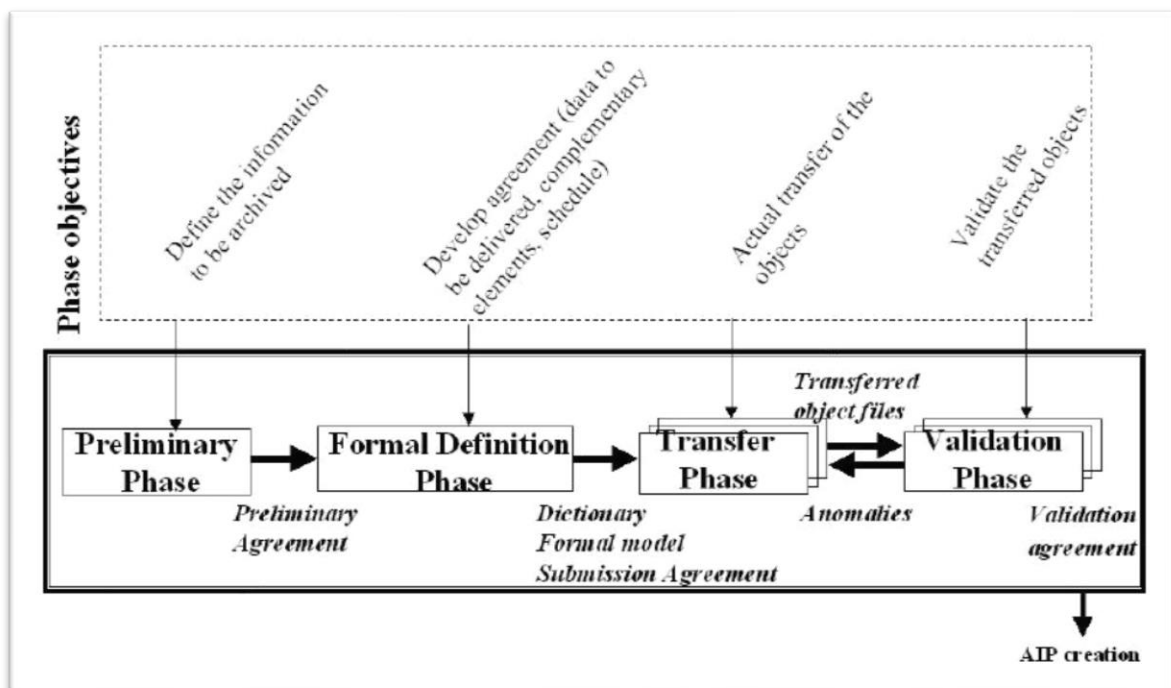 Phase objectives
Define the information
to be archived
Develop agreement (data to
be delivered, complementary
elements, schedule)
Actual transfer of the
objects
Validate the
transferred objects
Preliminary
Phase
Formal Definition
Phase
Transfer
Phase
Transferred
object files
Validation
Phase
Preliminary
Agreement
Dictionary
Formal model
Submission Agreement
Anomalies
Validation
agreement
AIP creation